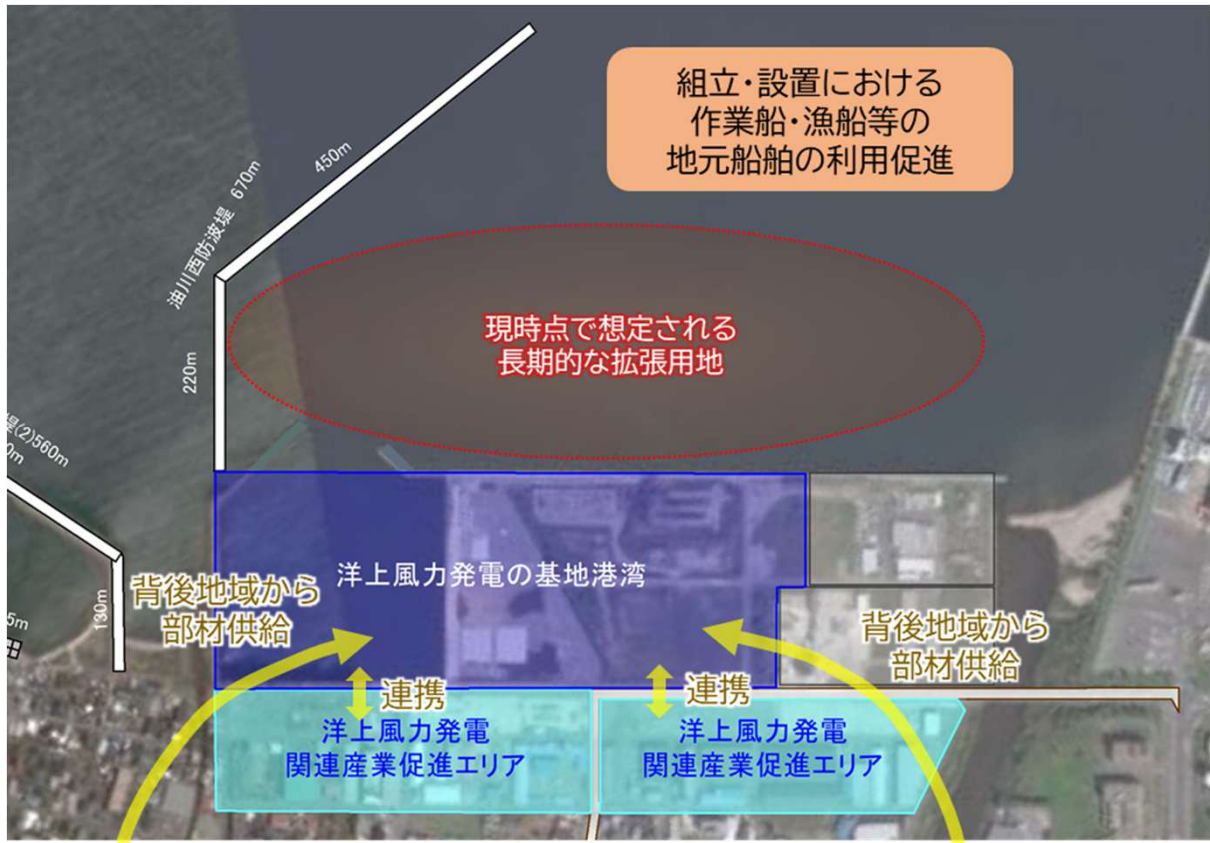 組立・設置における
作業船・漁船等の
地元船舶の利用促進
450m
油川西防波堤 670m
現時点で想定される
長期的な拡張用地
220m
堤(2)560m
0m
洋上風力発電の基地港湾
背後地域から
部材供給
130m
5m
背後地域から
部材供給
連携
連携
洋上風力発電
関連産業促進エリア
洋上風力発電
関連産業促進エリア